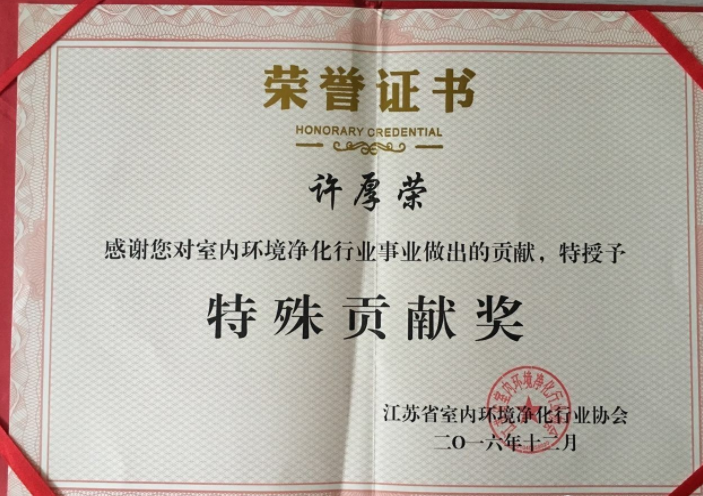 荣誉证书
HONORARY CREDENTIAL
许厚荣
感谢您对室内环境净化行业事业做出的贡献，特授予
特殊贡献奖
江苏省室内环境净化行业协会
二〇一六年十二月